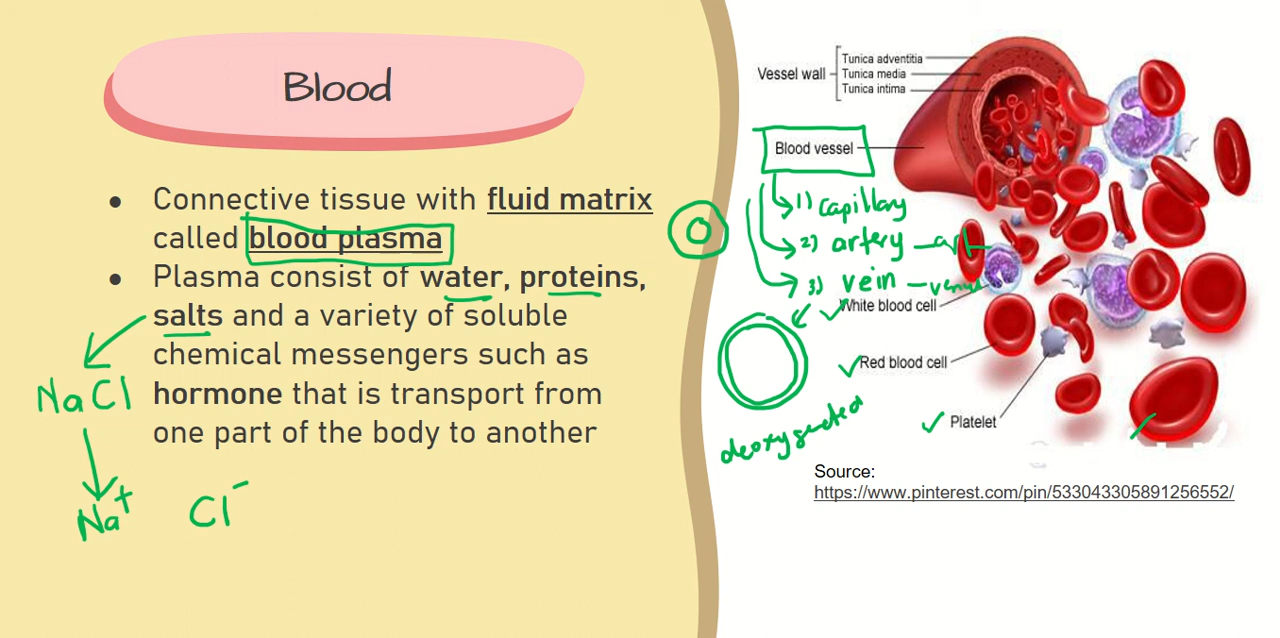 Blood
• Connective tissue with fluid matrix
called blood plasma
• Plasma consist of water, proteins,
salts and a variety of soluble
chemical messengers such as
hormone that is transport from
one part of the body to another
NaCl
Na+ Cl-
Vessel wall
Tunica adventitia
Tunica media
Tunica intima
Blood vessel
1) capillary
2) artery
3) vein
White blood cell
Red blood cell
Platelet
deoxygenated
Source:
https://www.pinterest.com/pin/533043305891256552/